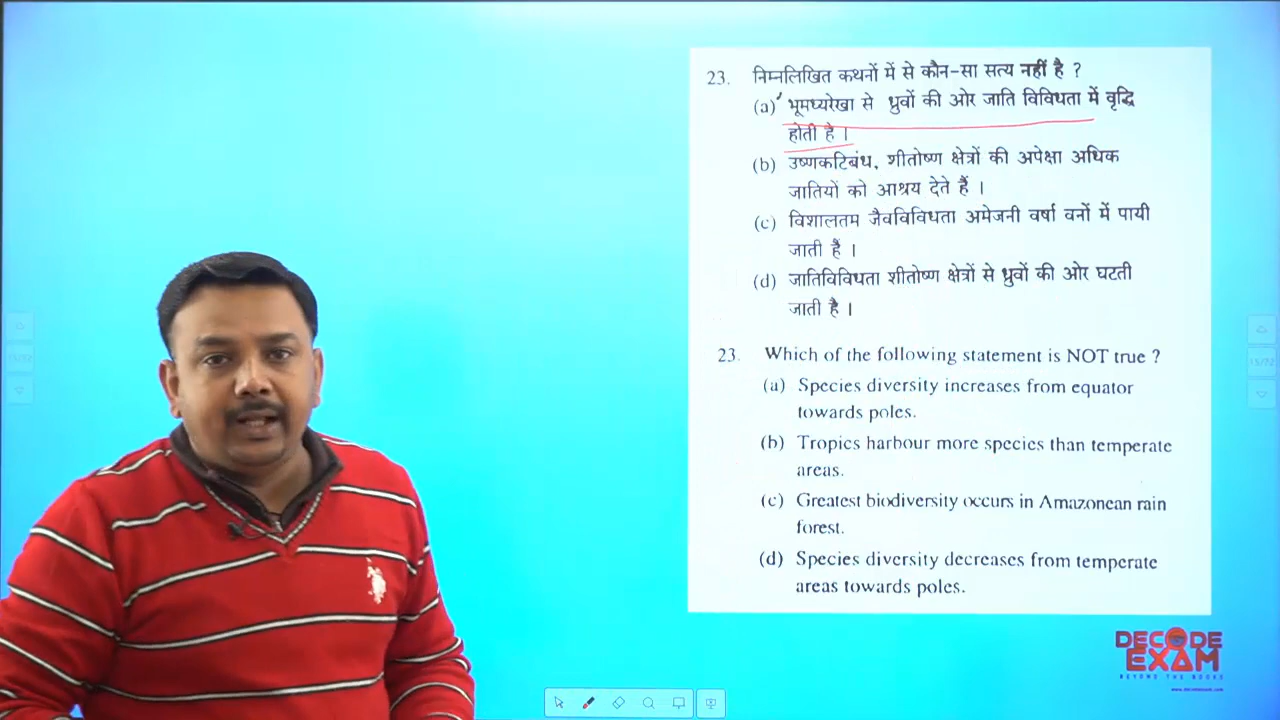 23. निम्नलिखित कथनों में से कौन-सा सत्य नहीं है ?
(a) भूमध्यरेखा से ध्रुवों की ओर जाति विविधता में वृद्धि
होती है ।
(b) उष्णकटिबंध, शीतोष्ण क्षेत्रों की अपेक्षा अधिक
जातियों को आश्रय देते हैं ।
(c) विशालतम जैवविविधता अमेजनी वर्षा वनों में पायी
जाती है ।
(d) जातिविविधता शीतोष्ण क्षेत्रों से ध्रुवों की ओर घटती
जाती है ।
23. Which of the following statement is NOT true ?
(a) Species diversity increases from equator
towards poles.
(b) Tropics harbour more species than temperate
areas.
(c) Greatest biodiversity occurs in Amazonean rain
forest.
(d) Species diversity decreases from temperate
areas towards poles.
DECODE
EXAM
BEYOND THE BOOKS